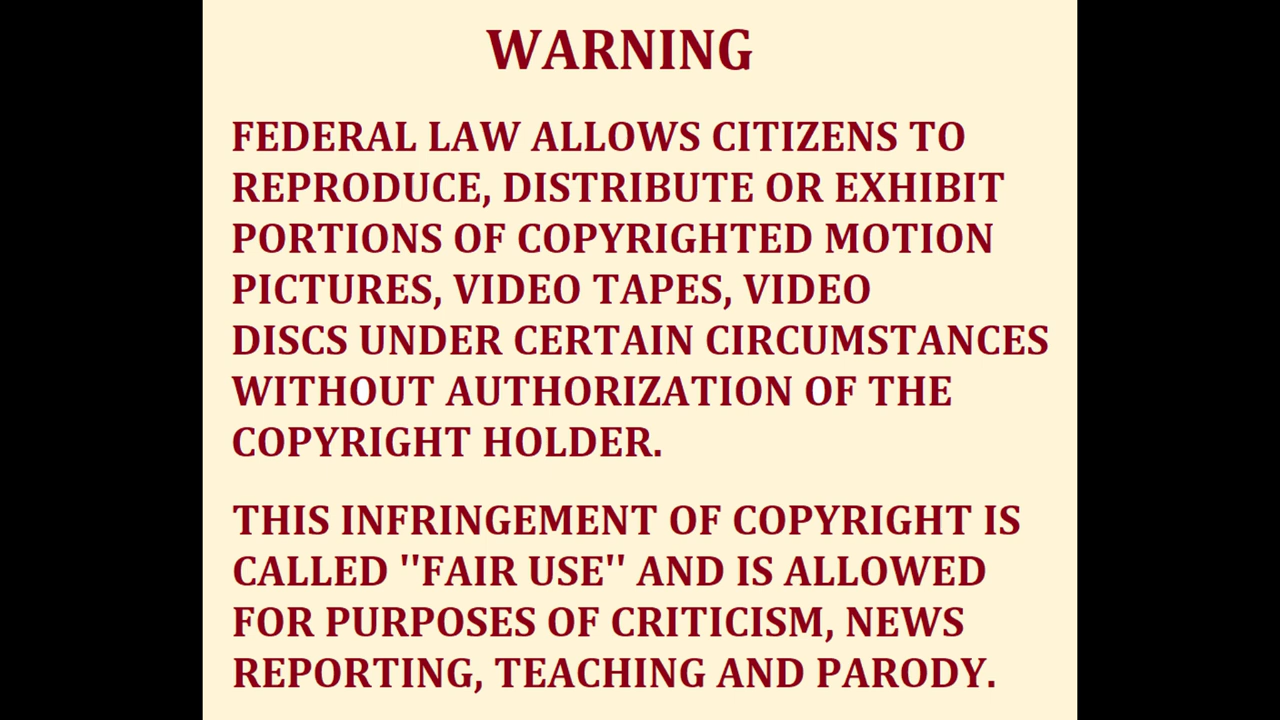 WARNING
FEDERAL LAW ALLOWS CITIZENS TO
REPRODUCE, DISTRIBUTE OR EXHIBIT
PORTIONS OF COPYRIGHTED MOTION
PICTURES, VIDEO TAPES, VIDEO
DISCS UNDER CERTAIN CIRCUMSTANCES
WITHOUT AUTHORIZATION OF THE
COPYRIGHT HOLDER.
THIS INFRINGEMENT OF COPYRIGHT IS
CALLED "FAIR USE" AND IS ALLOWED
FOR PURPOSES OF CRITICISM, NEWS
REPORTING, TEACHING AND PARODY.